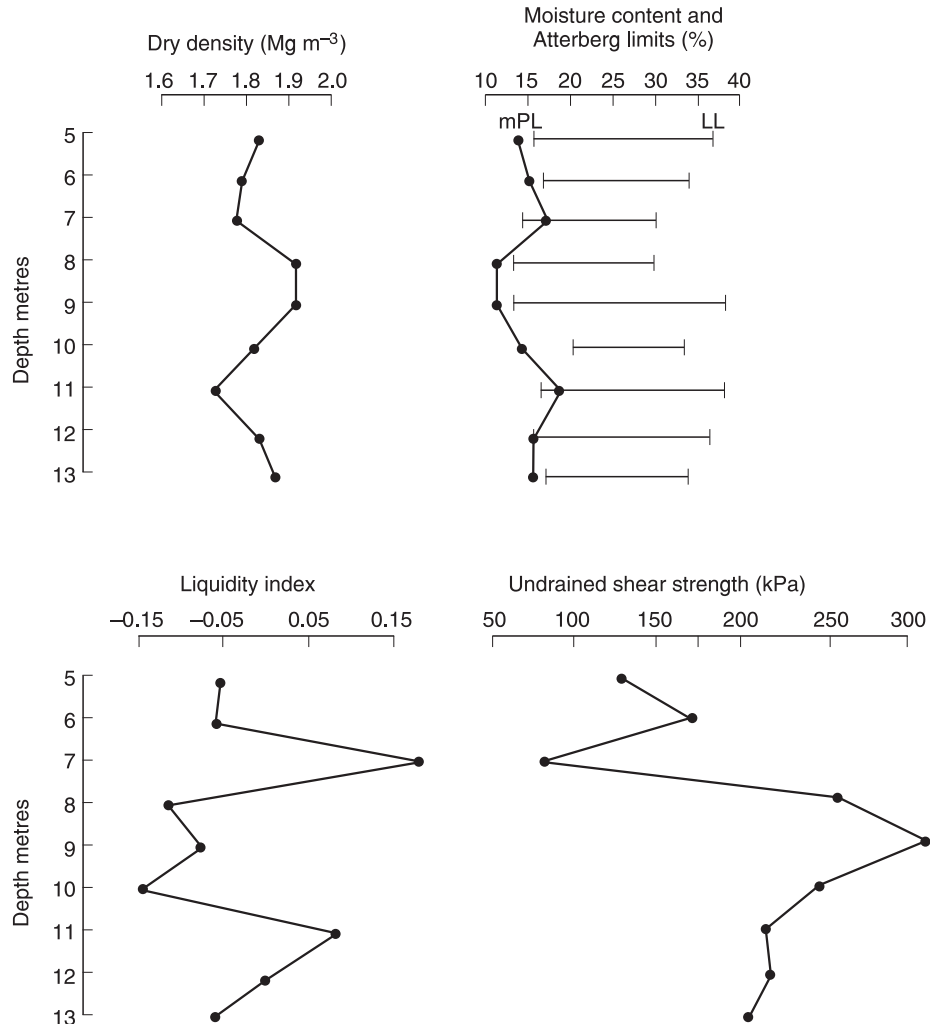 Dry density (Mg m⁻³)
1.6 1.7 1.8 1.9 2.0
Moisture content and
Atterberg limits (%)
10 15 20 25 30 35 40
mPL LL
Depth metres
5
6
7
8
9
10
11
12
13
Liquidity index
–0.15 –0.05 0.05 0.15
Undrained shear strength (kPa)
50 100 150 200 250 300
Depth metres
5
6
7
8
9
10
11
12
13